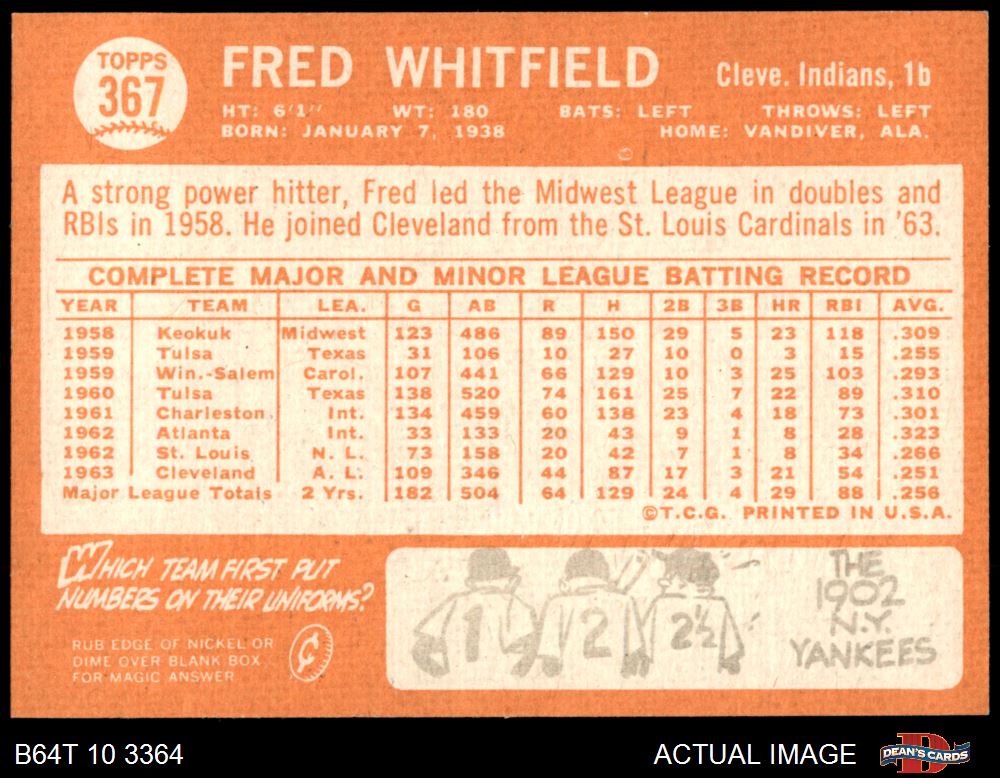 TOPPS
367
FRED WHITFIELD
Cleve. Indians, 1b
HT: 6'1" WT: 180 BATS: LEFT THROWS: LEFT
BORN: JANUARY 7, 1938 HOME: VANDIVER, ALA.
A strong power hitter, Fred led the Midwest League in doubles and
RBIs in 1958. He joined Cleveland from the St. Louis Cardinals in '63.
COMPLETE MAJOR AND MINOR LEAGUE BATTING RECORD
YEAR TEAM LEA. G AB R H 2B 3B HR RBI AVG.
1958 Keokuk Midwest 123 486 89 150 29 5 23 118 .309
1959 Tulsa Texas 31 106 10 27 10 0 3 15 .255
1959 Win.-Salem Carol. 107 441 66 129 10 3 25 103 .293
1960 Tulsa Texas 138 520 74 161 25 7 22 89 .310
1961 Charleston Int. 134 459 60 138 23 4 18 73 .301
1962 Atlanta Int. 33 133 20 43 9 1 8 28 .323
1962 St. Louis N. L. 73 158 20 42 7 1 8 34 .266
1963 Cleveland A. L. 109 346 44 87 17 3 21 54 .251
Major League Totals 2 Yrs. 182 504 64 129 24 4 29 88 .256
©T.C.G. PRINTED IN U.S.A.
WHICH TEAM FIRST PUT
NUMBERS ON THEIR UNIFORMS?
RUB EDGE OF NICKEL OR
DIME OVER BLANK BOX
FOR MAGIC ANSWER
¢
1 2 2½
THE
1902
N.Y.
YANKEES
B64T 10 3364
ACTUAL IMAGE
D
DEAN'S CARDS